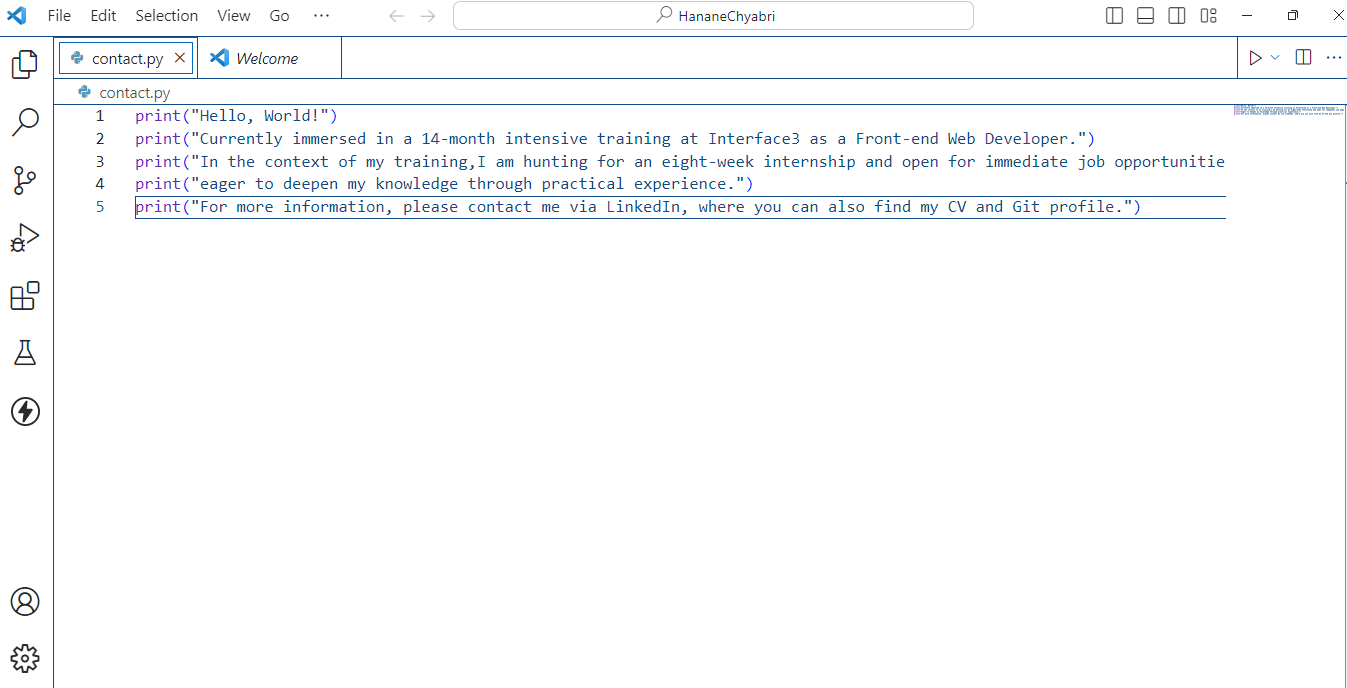 File Edit Selection View Go ··· HananeChyabri
contact.py Welcome
contact.py
1 print("Hello, World!")
2 print("Currently immersed in a 14-month intensive training at Interface3 as a Front-end Web Developer.")
3 print("In the context of my training,I am hunting for an eight-week internship and open for immediate job opportunitie
4 print("eager to deepen my knowledge through practical experience.")
5 print("For more information, please contact me via LinkedIn, where you can also find my CV and Git profile.")